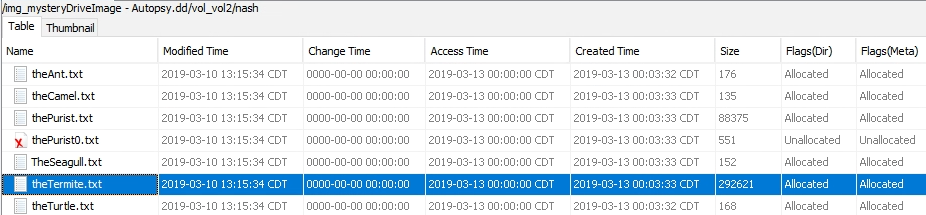 /img_mysteryDriveImage - Autopsy.dd/vol_vol2/nash
Table Thumbnail
Name Modified Time Change Time Access Time Created Time Size Flags(Dir) Flags(Meta)
theAnt.txt 2019-03-10 13:15:34 CDT 0000-00-00 00:00:00 2019-03-13 00:00:00 CDT 2019-03-13 00:03:32 CDT 176 Allocated Allocated
theCamel.txt 2019-03-10 13:15:34 CDT 0000-00-00 00:00:00 2019-03-13 00:00:00 CDT 2019-03-13 00:03:33 CDT 135 Allocated Allocated
thePurist.txt 2019-03-10 13:15:34 CDT 0000-00-00 00:00:00 2019-03-13 00:00:00 CDT 2019-03-13 00:03:33 CDT 88375 Allocated Allocated
thePurist0.txt 2019-03-10 13:15:34 CDT 0000-00-00 00:00:00 2019-03-13 00:00:00 CDT 2019-03-13 00:03:33 CDT 551 Unallocated Unallocated
TheSeagull.txt 2019-03-10 13:15:34 CDT 0000-00-00 00:00:00 2019-03-13 00:00:00 CDT 2019-03-13 00:03:33 CDT 152 Allocated Allocated
theTermite.txt 2019-03-10 13:15:34 CDT 0000-00-00 00:00:00 2019-03-13 00:00:00 CDT 2019-03-13 00:03:33 CDT 292621 Allocated Allocated
theTurtle.txt 2019-03-10 13:15:34 CDT 0000-00-00 00:00:00 2019-03-13 00:00:00 CDT 2019-03-13 00:03:33 CDT 168 Allocated Allocated